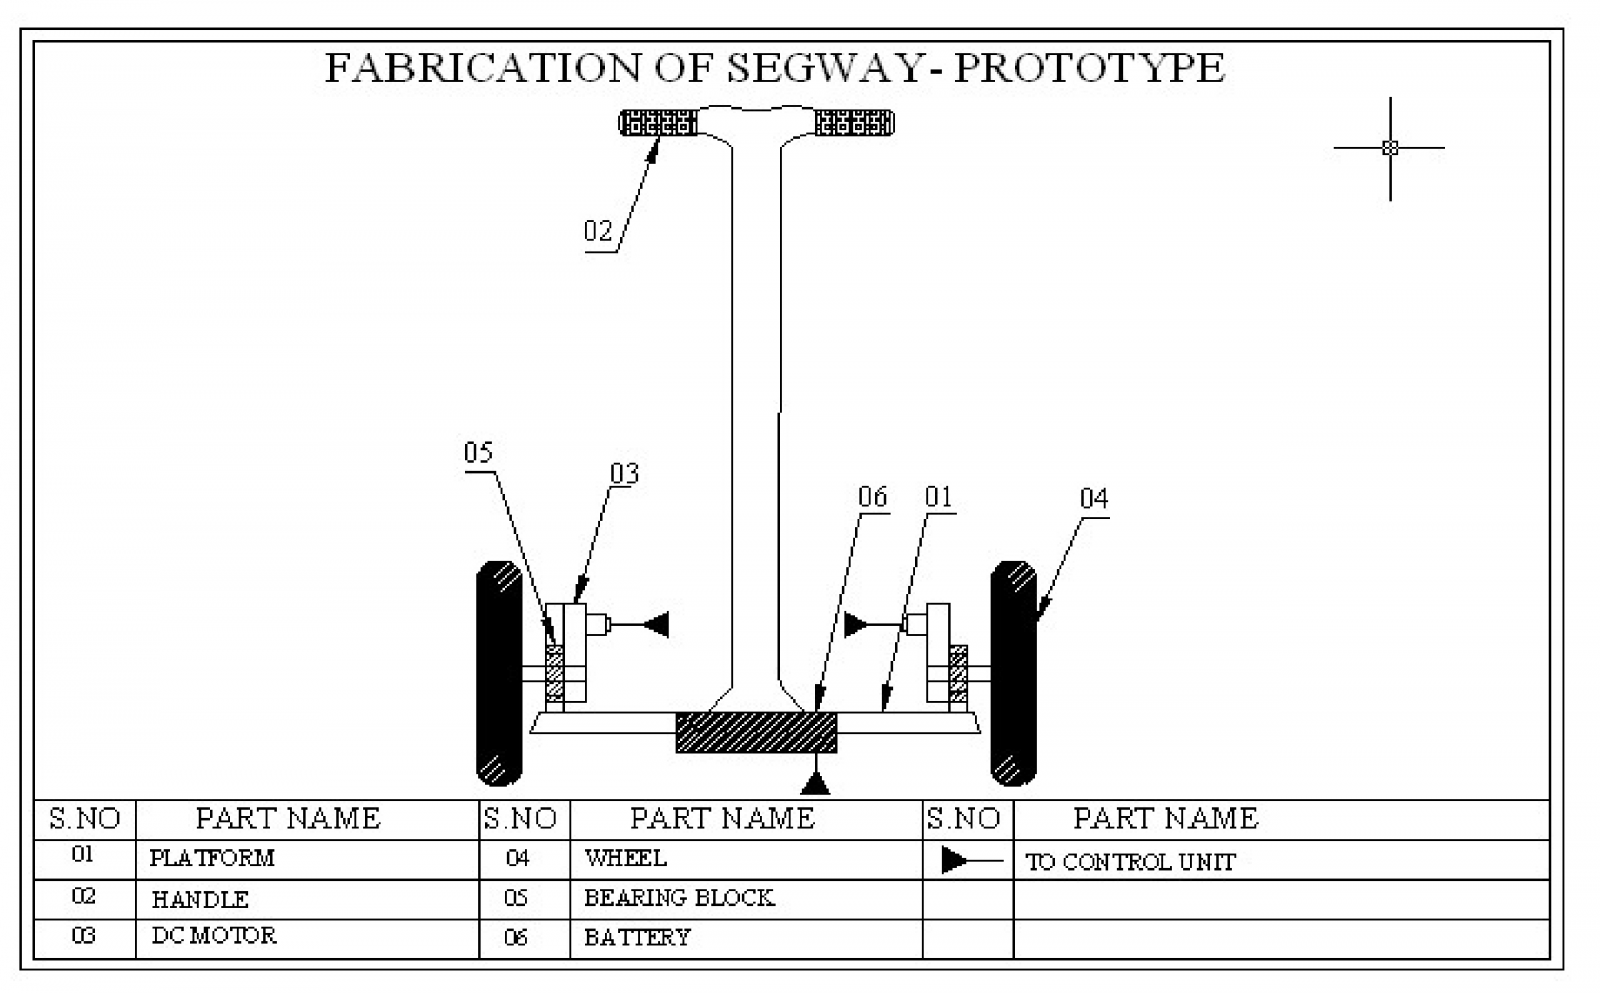 FABRICATION OF SEGWAY- PROTOTYPE
02
05
03
06
01
04
S.NO PART NAME S.NO PART NAME S.NO PART NAME
01 PLATFORM 04 WHEEL TO CONTROL UNIT
02 HANDLE 05 BEARING BLOCK
03 DC MOTOR 06 BATTERY